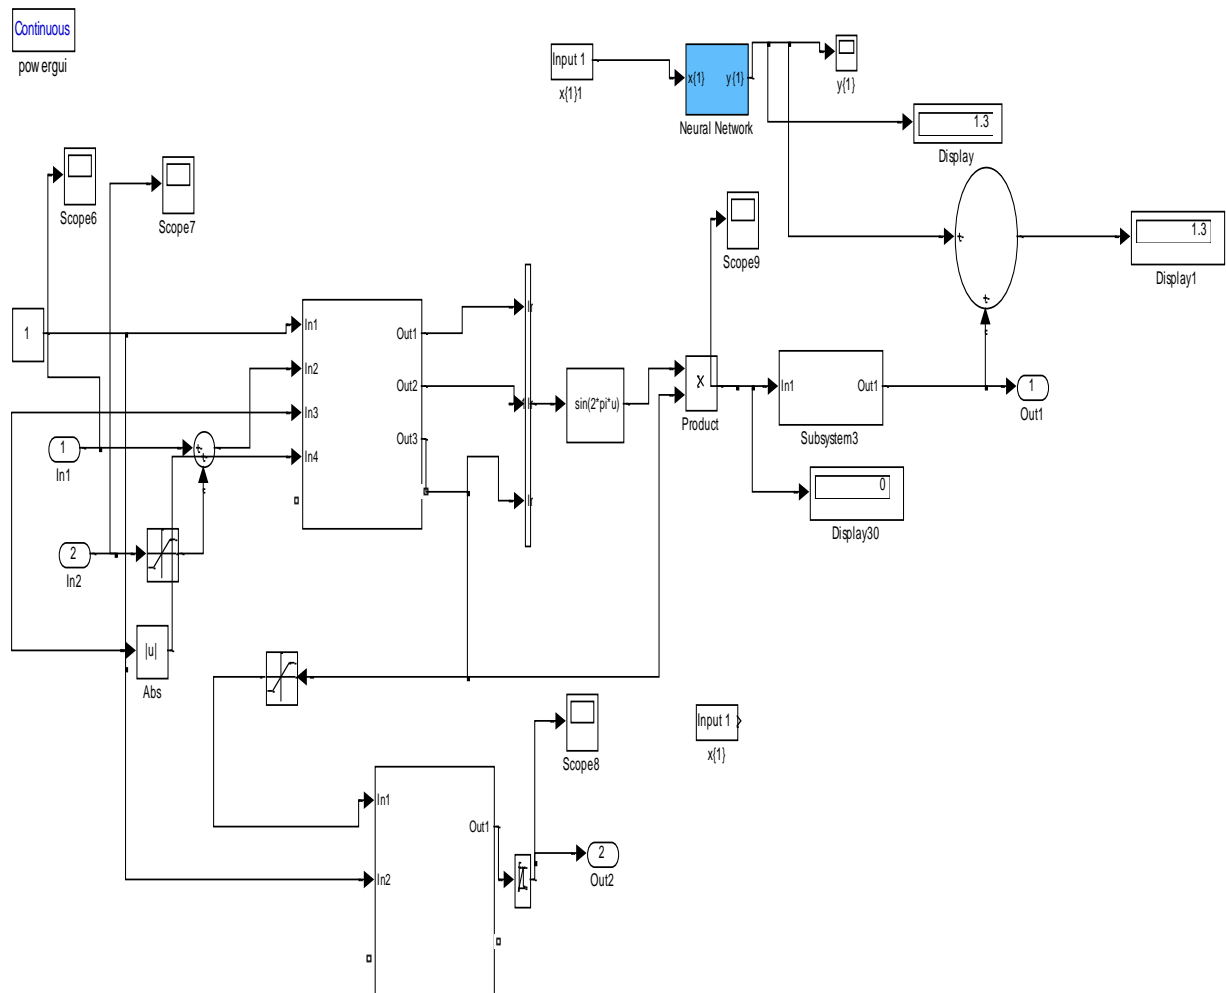 Continuous
powergui
Input 1
x{1}1
x{1}
y{1}
Neural Network
y{1}
1.3
Display
Scope6
Scope7
Scope9
1.3
Display1
1
In1
In2
In3
In4
Out1
Out2
Out3
sin(2*pi*u)
x
Product
In1
Out1
Subsystem3
1
Out1
0
Display30
1
In1
2
In2
|u|
Abs
Input 1
x{1}
Scope8
In1
In2
Out1
2
Out2